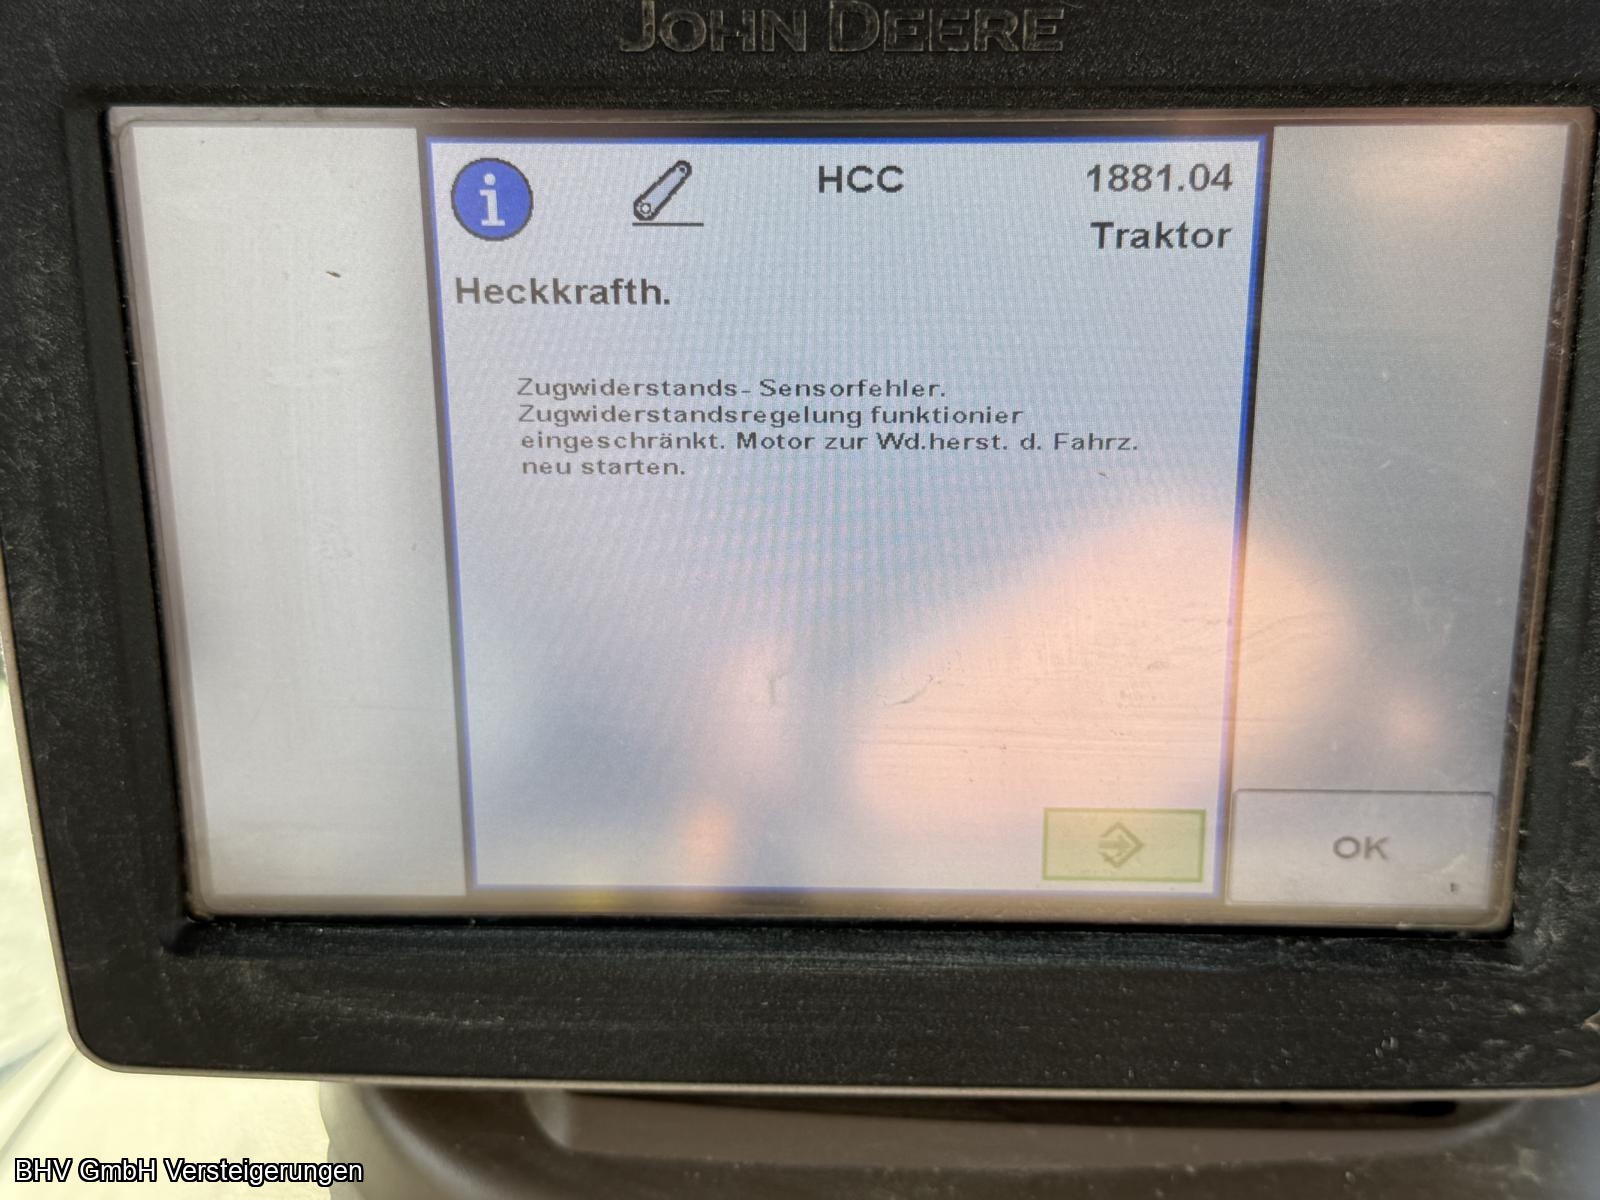 JOHN DEERE
i
HCC
1881.04
Traktor
Heckkrafth.
Zugwiderstands- Sensorfehler.
Zugwiderstandsregelung funktionier
eingeschränkt. Motor zur Wd.herst. d. Fahrz.
neu starten.
OK
BHV GmbH Versteigerungen